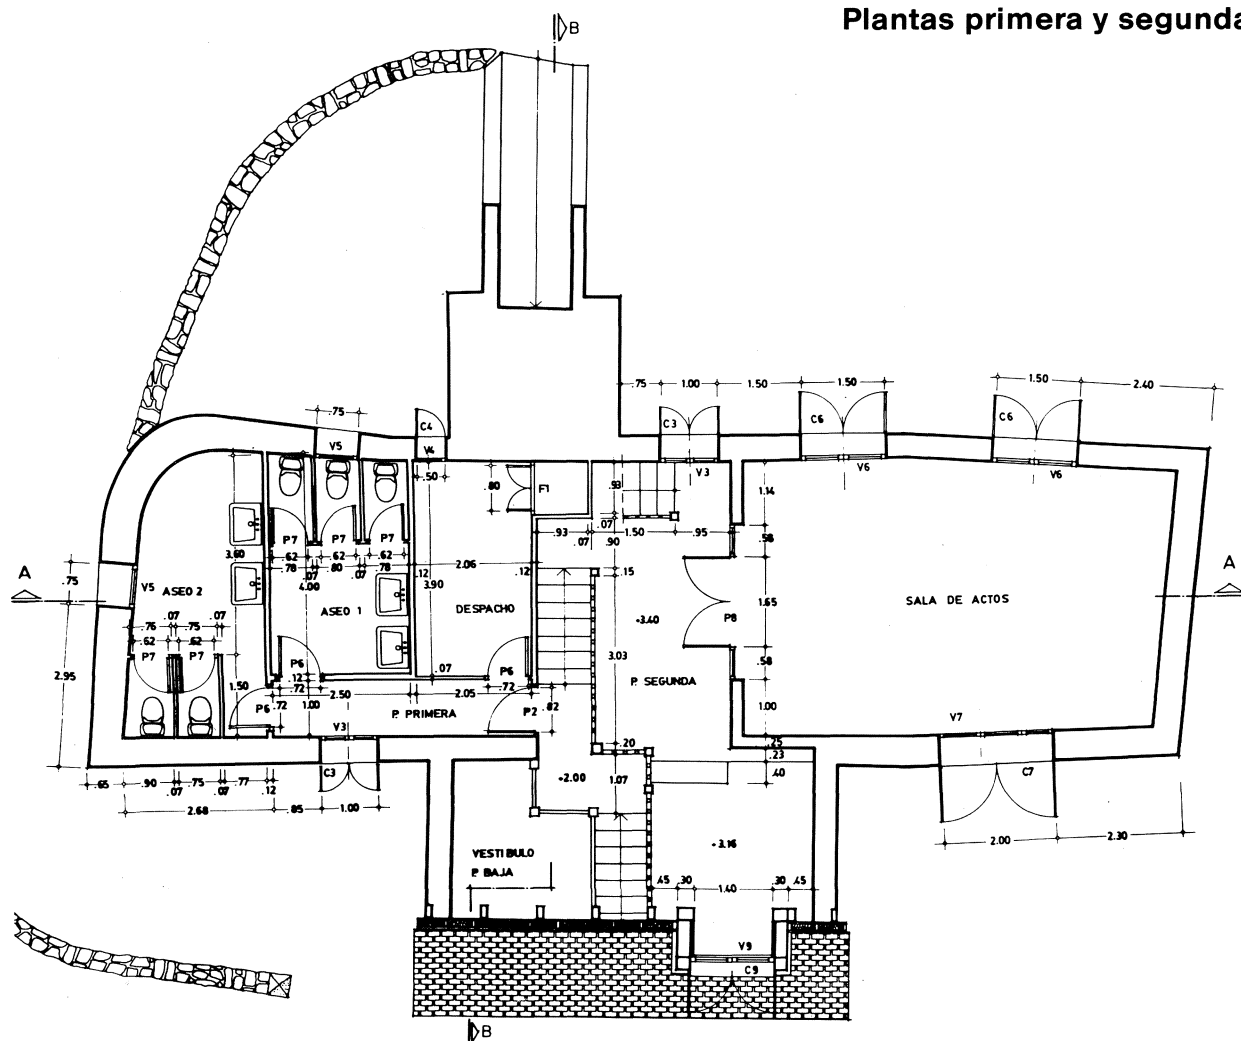 Plantas primera y segunda
B
.75
1.00
1.50
1.50
1.50
2.40
.75
C4
C3
C6
C6
V5
V4
V3
V6
V6
.50
.80
F1
.93
1.14
.07
.93
.07
.90
1.50
.95
.58
P7
P7
P7
.62
.62
.62
3.60
.78
.07
.80
.07
.78
.12
2.06
.12
.15
4.00
3.90
A
.75
V5
ASEO 2
ASEO 1
DESPACHO
SALA DE ACTOS
A
1.65
P8
+3.40
.07
.07
.76
.75
.62
.62
P7
P7
3.03
.58
2.95
P6
.07
P6
P. SEGUNDA
.12
.72
.72
1.50
2.50
2.05
P6
.72
1.00
P. PRIMERA
P2
.82
1.00
V3
V7
.20
.25
.23
C3
+2.00
1.07
.40
C7
.65
.90
.75
.77
.12
.07
.07
2.68
.85
1.00
2.00
2.30
+3.16
VESTIBULO
P. BAJA
.45
.30
1.40
.30
.45
V9
C9
B